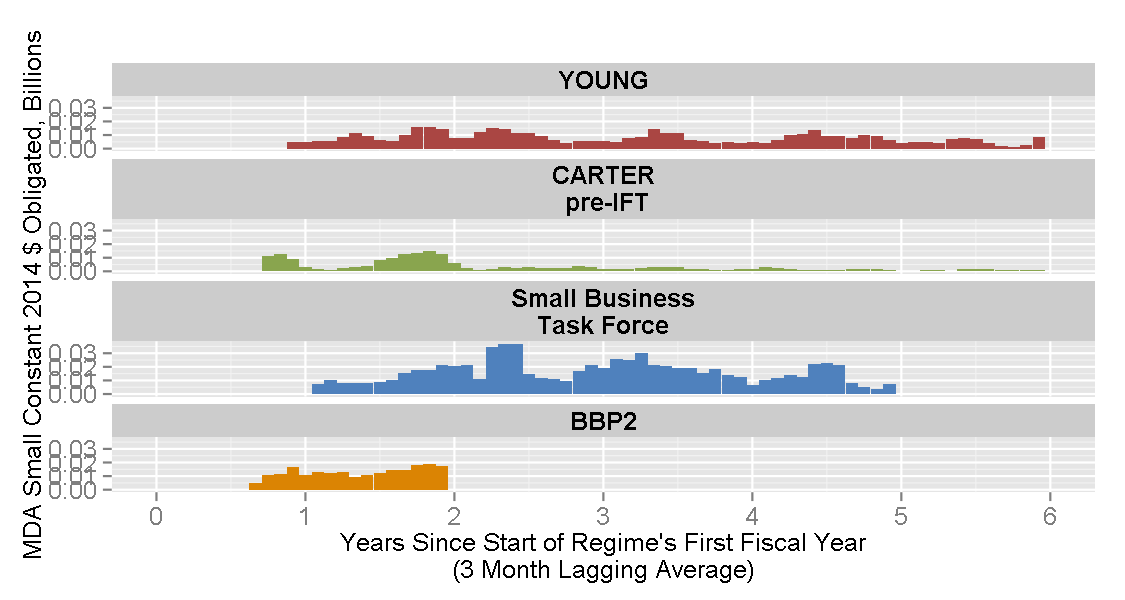 MDA Small Constant 2014 $ Obligated, Billions
YOUNG
0.03
0.02
0.01
0.00
CARTER
pre-IFT
0.03
0.02
0.01
0.00
Small Business
Task Force
0.03
0.02
0.01
0.00
BBP2
0.03
0.02
0.01
0.00
0 1 2 3 4 5 6
Years Since Start of Regime's First Fiscal Year
(3 Month Lagging Average)